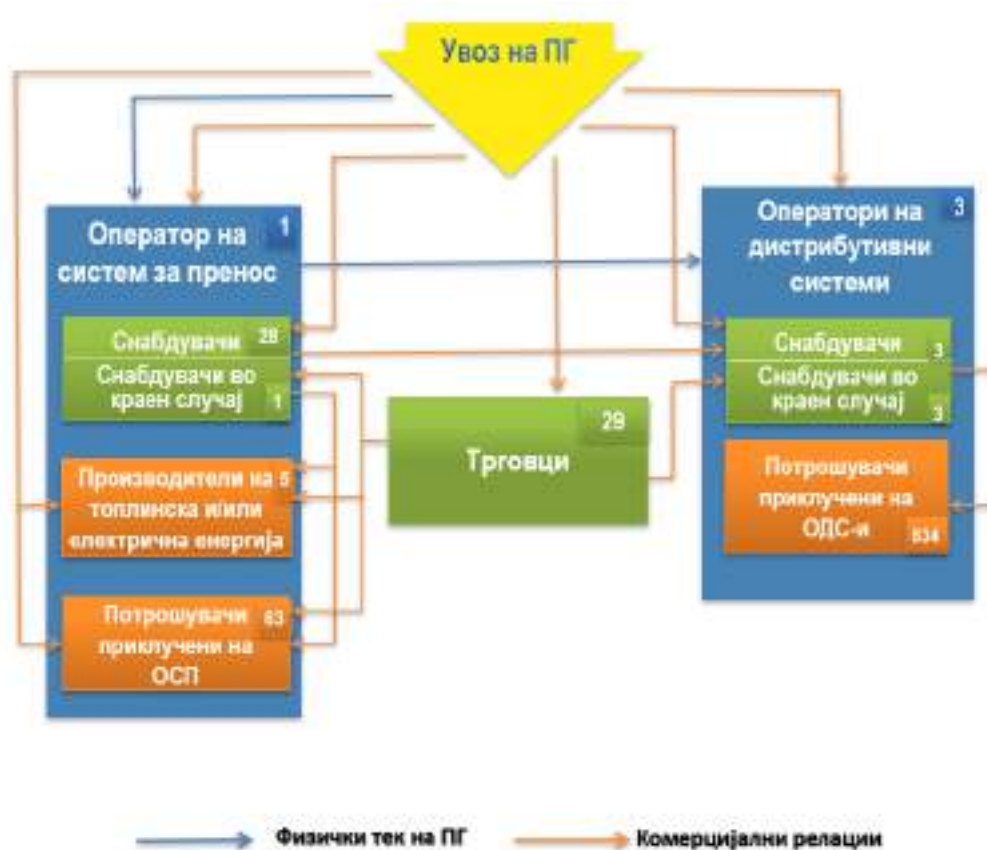 Увоз на ПГ
Оператор на 1
систем за пренос
Снабдувачи 28
Снабдувачи во
краен случај 1
Производители на 5
топлинска и/или
електрична енергија
Потрошувачи 63
приклучени на
ОСП
29
Трговци
Оператори на 3
дистрибутивни
системи
Снабдувачи 3
Снабдувачи во
краен случај 3
Потрошувачи
приклучени на
ОДС-и 834
Физички тек на ПГ
Комерцијални релации